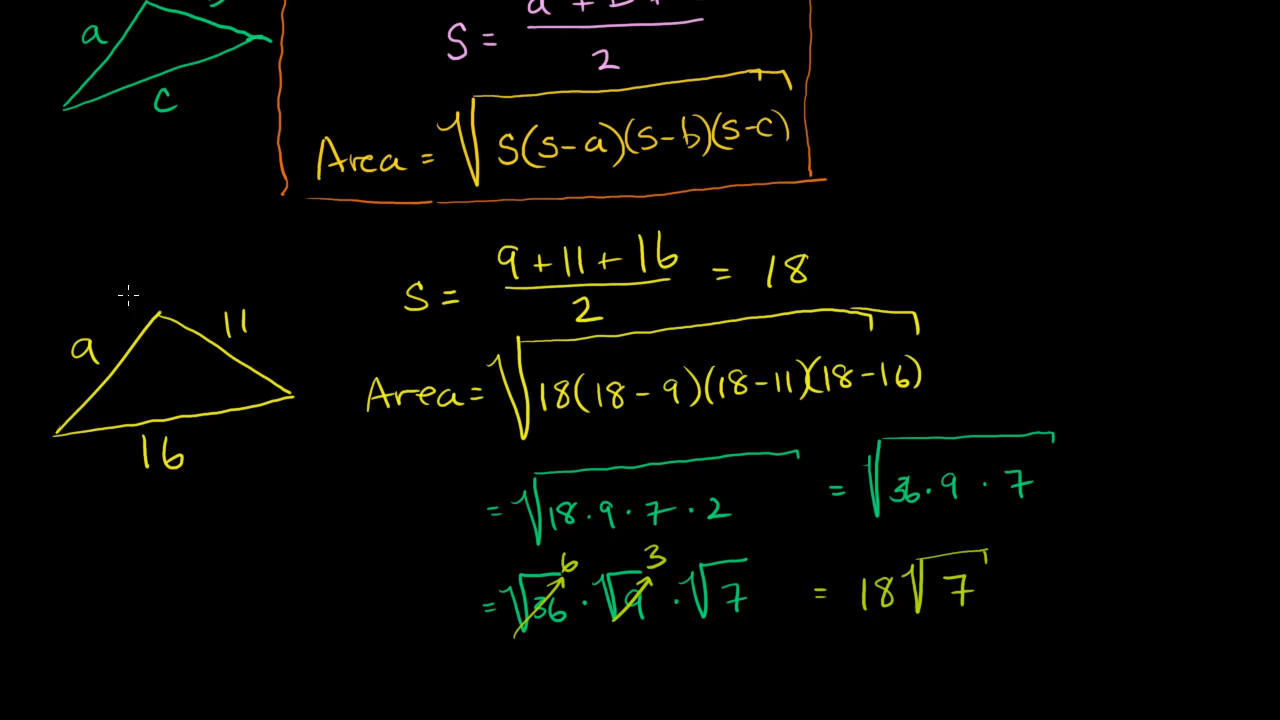 a
c
S =
2
Area = √S(S-a)(S-b)(S-c)
S = 9 + 11 + 16 / 2 = 18
9
11
16
Area = √18(18-9)(18-11)(18-16)
= √18·9·7·2 = √36·9·7
6 3
= √36 · √9 · √7 = 18√7